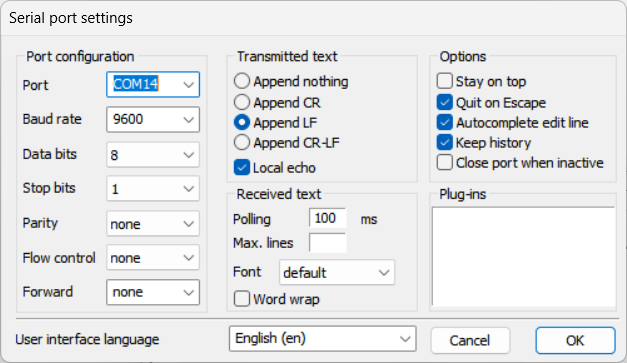 Serial port settings
Port configuration
Port COM14
Baud rate 9600
Data bits 8
Stop bits 1
Parity none
Flow control none
Forward none
Transmitted text
Append nothing
Append CR
Append LF
Append CR-LF
Local echo
Received text
Polling 100 ms
Max. lines
Font default
Word wrap
Options
Stay on top
Quit on Escape
Autocomplete edit line
Keep history
Close port when inactive
Plug-ins
User interface language English (en) Cancel OK